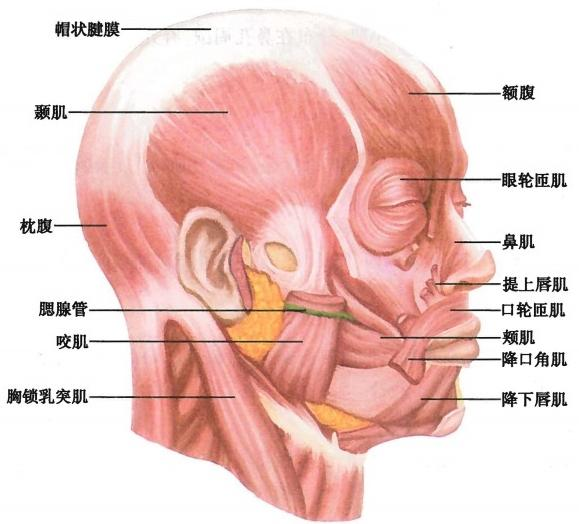 帽状腱膜
颞肌
枕腹
腮腺管
咬肌
胸锁乳突肌
额腹
眼轮匝肌
鼻肌
提上唇肌
口轮匝肌
颊肌
降口角肌
降下唇肌